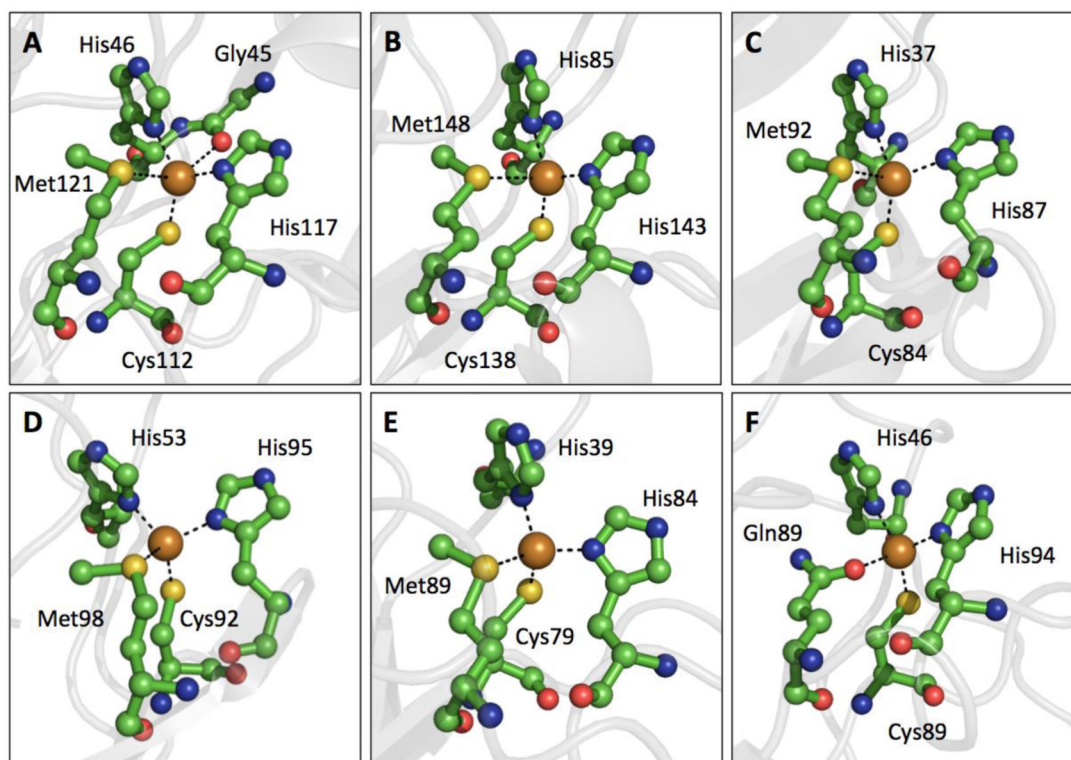 A
His46
Gly45
Met121
His117
Cys112
B
His85
Met148
His143
Cys138
C
His37
Met92
His87
Cys84
D
His53
His95
Met98
Cys92
E
His39
His84
Met89
Cys79
F
His46
Gln89
His94
Cys89